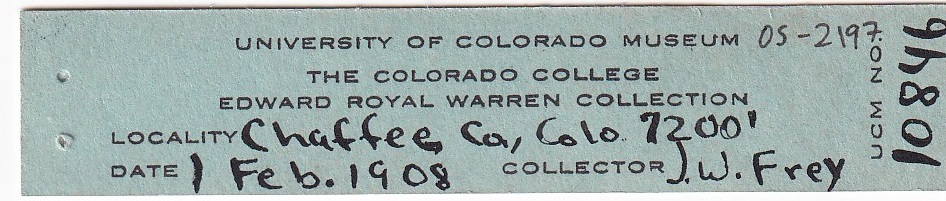 UNIVERSITY OF COLORADO MUSEUM OS-2197
THE COLORADO COLLEGE
EDWARD ROYAL WARREN COLLECTION
LOCALITY Chaffee Co, Colo. 7200'
DATE 1 Feb. 1908 COLLECTOR J.W. Frey
UCM NO. 10846